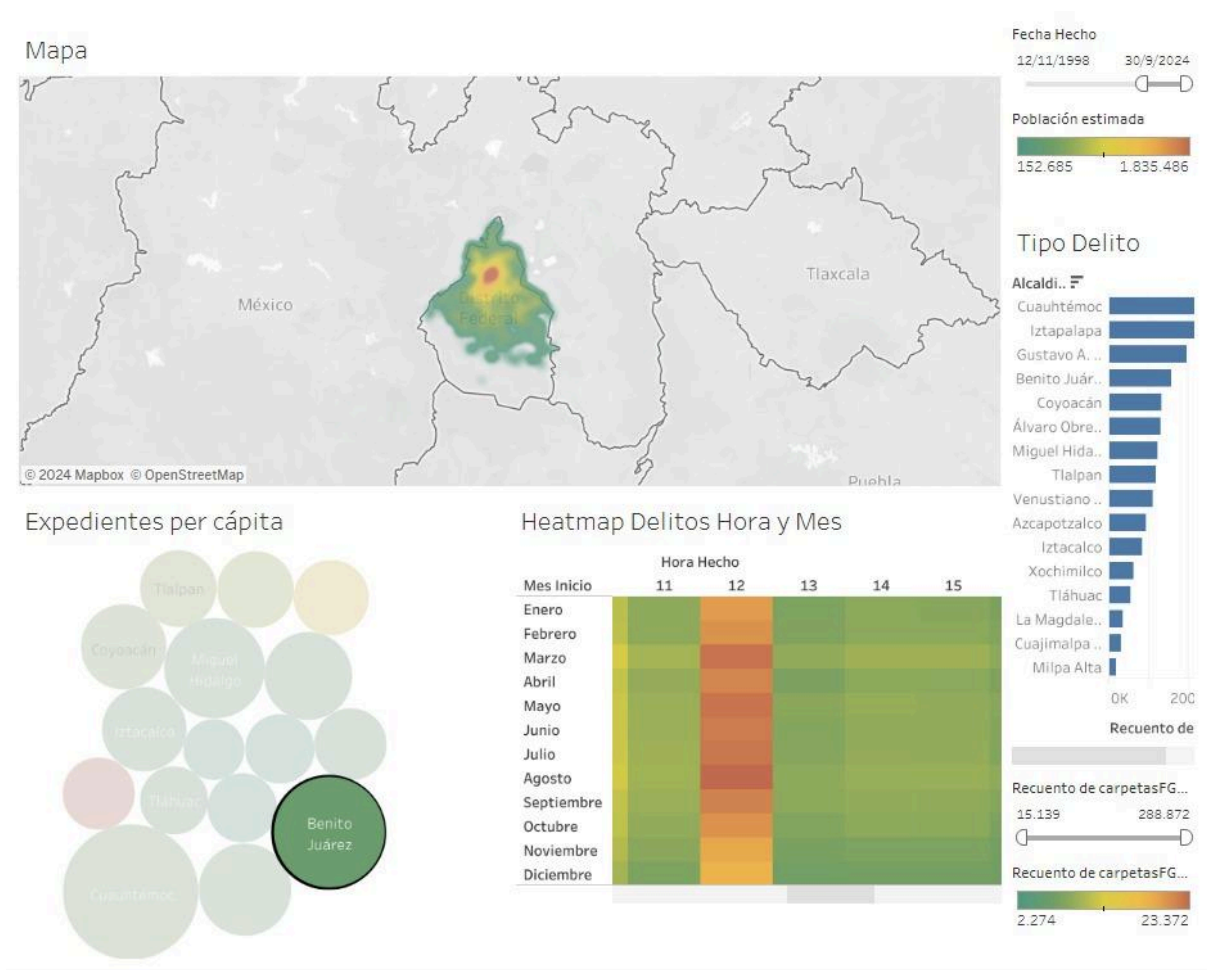 Mapa
México
Distrito
Federal
Tlaxcala
Puebla
© 2024 Mapbox © OpenStreetMap
Fecha Hecho
12/11/1998 30/9/2024
Población estimada
152.685 1.835.486
Tipo Delito
Alcaldi..
Cuauhtémoc
Iztapalapa
Gustavo A. ..
Benito Juár..
Coyoacán
Álvaro Obre..
Miguel Hida..
Tlalpan
Venustiano ..
Azcapotzalco
Iztacalco
Xochimilco
Tláhuac
La Magdale..
Cuajimalpa ..
Milpa Alta
0K 200
Recuento de
Recuento de carpetasFG...
15.139 288.872
Recuento de carpetasFG...
2.274 23.372
Expedientes per cápita
Tlalpan
Coyoacán
Miguel
Hidalgo
Iztacalco
Tláhuac
Benito
Juárez
Cuauhtémoc
Heatmap Delitos Hora y Mes
Hora Hecho
Mes Inicio 11 12 13 14 15
Enero
Febrero
Marzo
Abril
Mayo
Junio
Julio
Agosto
Septiembre
Octubre
Noviembre
Diciembre